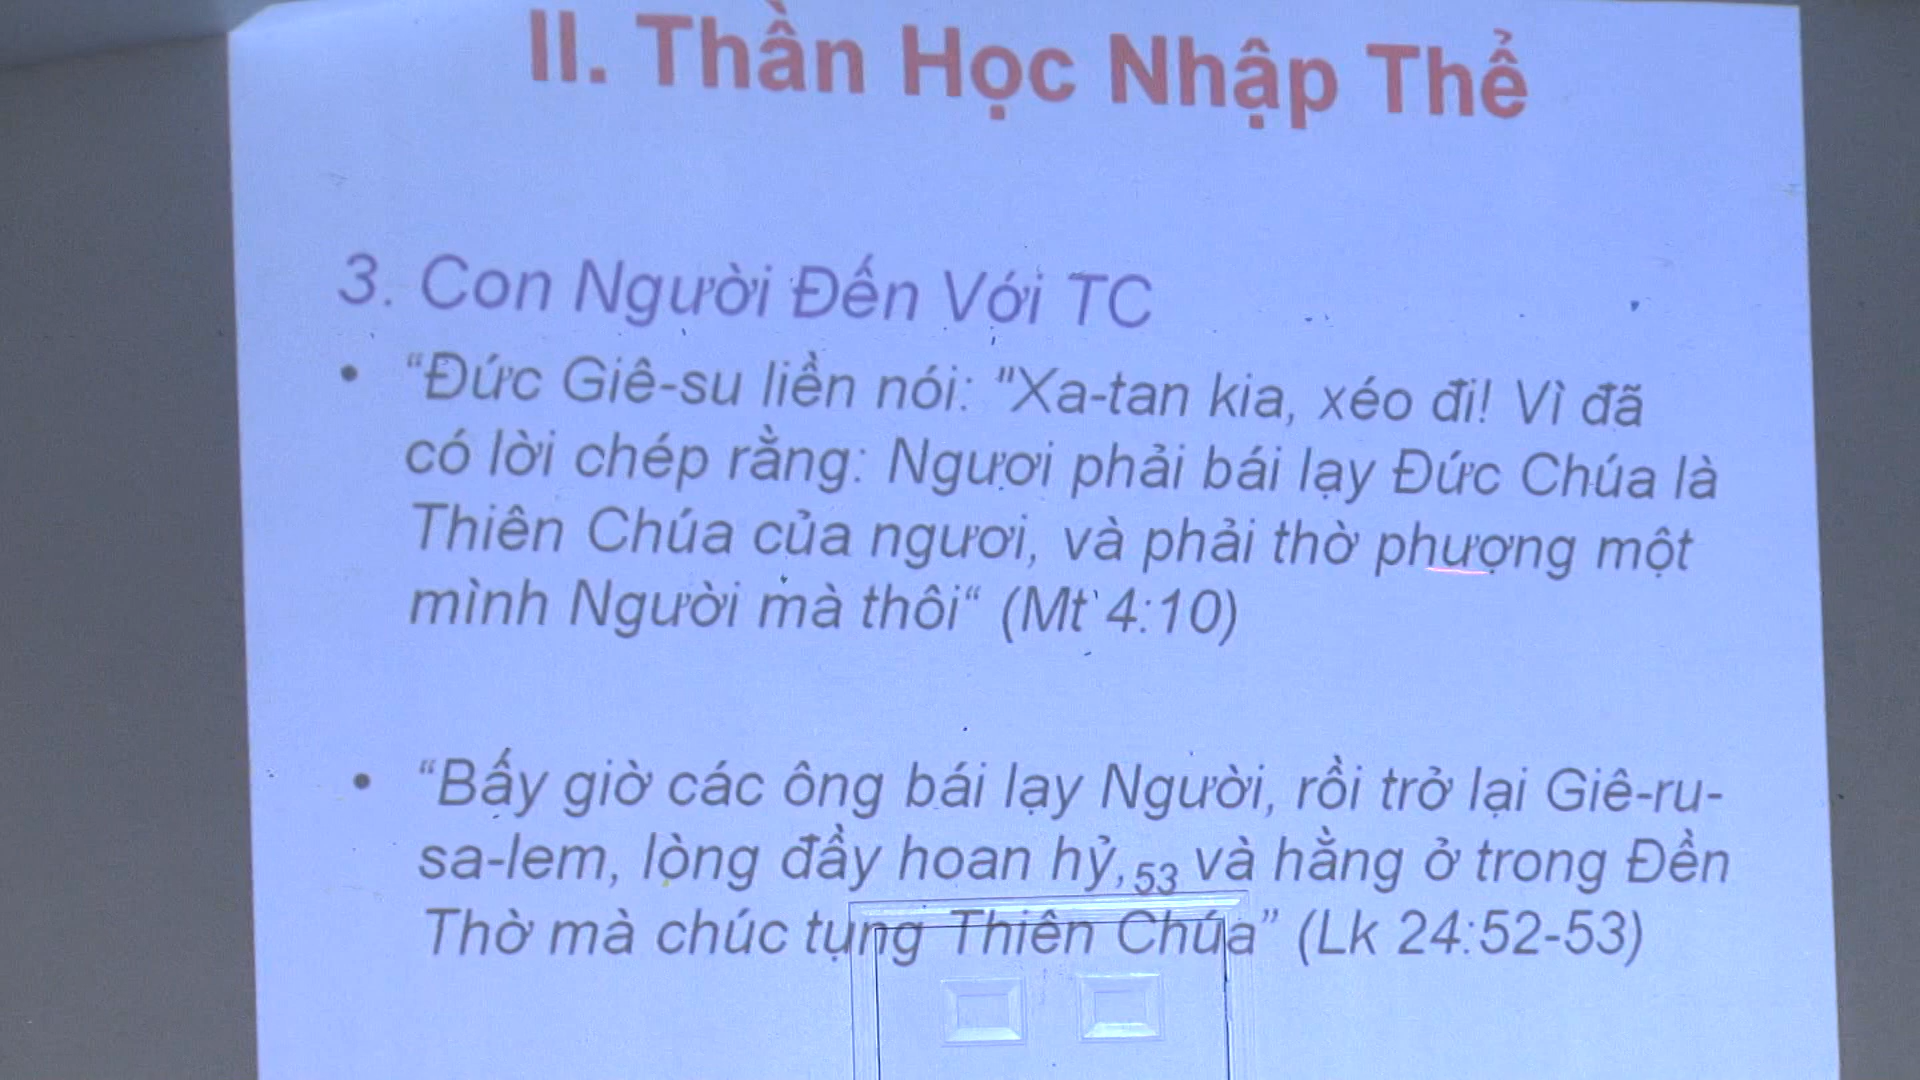 II. Thần Học Nhập Thể
3. Con Người Đến Với TC
• “Đức Giê-su liền nói: "Xa-tan kia, xéo đi! Vì đã
có lời chép rằng: Ngươi phải bái lạy Đức Chúa là
Thiên Chúa của ngươi, và phải thờ phượng một
mình Người mà thôi“ (Mt 4:10)
• “Bấy giờ các ông bái lạy Người, rồi trở lại Giê-ru-
sa-lem, lòng đầy hoan hỷ,53 và hằng ở trong Đền
Thờ mà chúc tụng Thiên Chúa” (Lk 24:52-53)